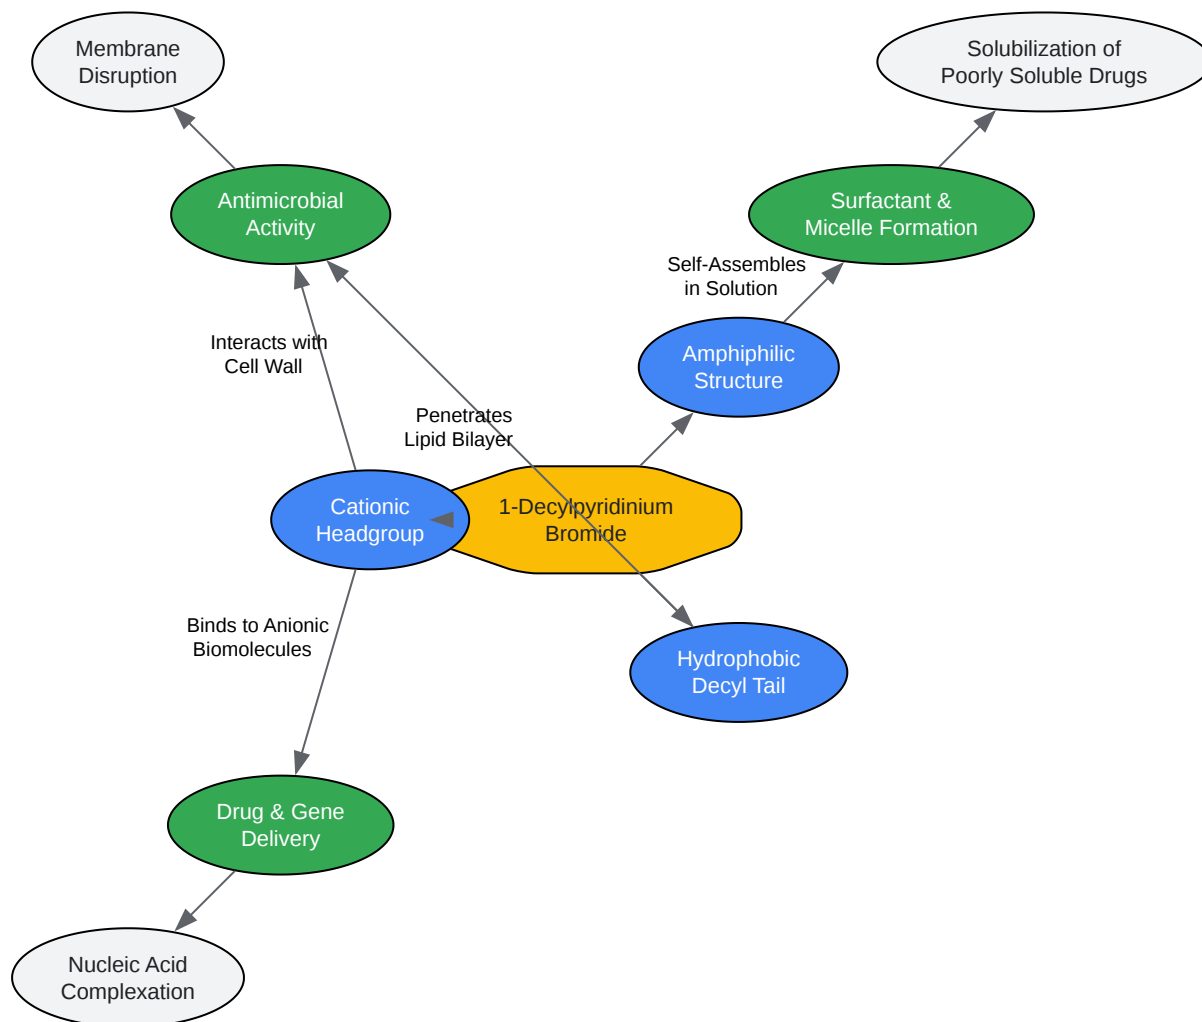 Membrane
Disruption
Solubilization of
Poorly Soluble Drugs
Antimicrobial
Activity
Surfactant &
Micelle Formation
Self-Assembles
in Solution
Interacts with
Cell Wall
Amphiphilic
Structure
Penetrates
Lipid Bilayer
Cationic
Headgroup
1-Decylpyridinium
Bromide
Binds to Anionic
Biomolecules
Hydrophobic
Decyl Tail
Drug & Gene
Delivery
Nucleic Acid
Complexation